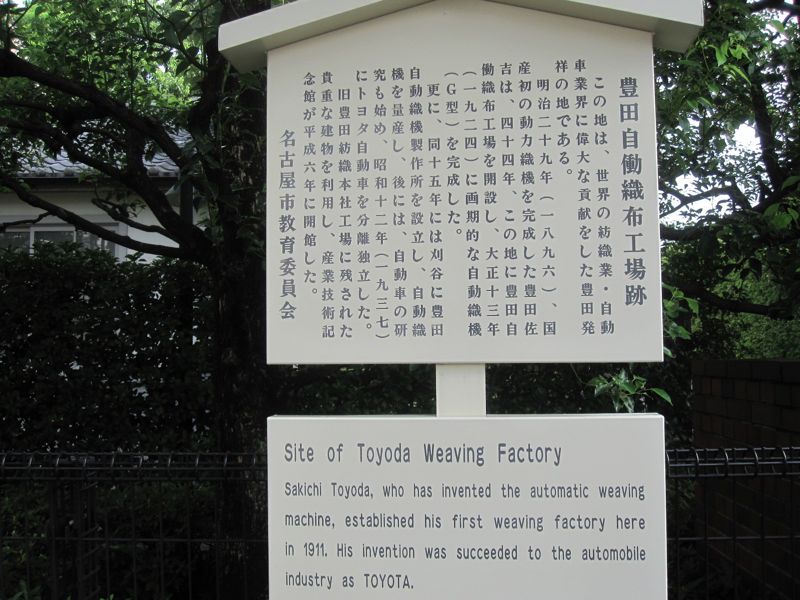 豊田自働織布工場跡
この地は、世界の紡織業・自動
車業界に偉大な貢献をした豊田発
祥の地である。
明治二十九年（一八九六）、国
産初の動力織機を完成した豊田佐
吉は、四十四年、この地に豊田自
働織布工場を開設し、大正十三年
（一九二四）に画期的な自動織機
（G型）を完成した。
更に、同十五年には刈谷に豊田
自動織機製作所を設立し、自動織
機を量産し、後には、自動車の研
究も始め、昭和十二年（一九三七）
にトヨタ自動車を分離独立した。
旧豊田紡織本社工場に残された
貴重な建物を利用し、産業技術記
念館が平成六年に開館した。
名古屋市教育委員会
Site of Toyoda Weaving Factory
Sakichi Toyoda, who has invented the automatic weaving
machine, established his first weaving factory here
in 1911. His invention was succeeded to the automobile
industry as TOYOTA.